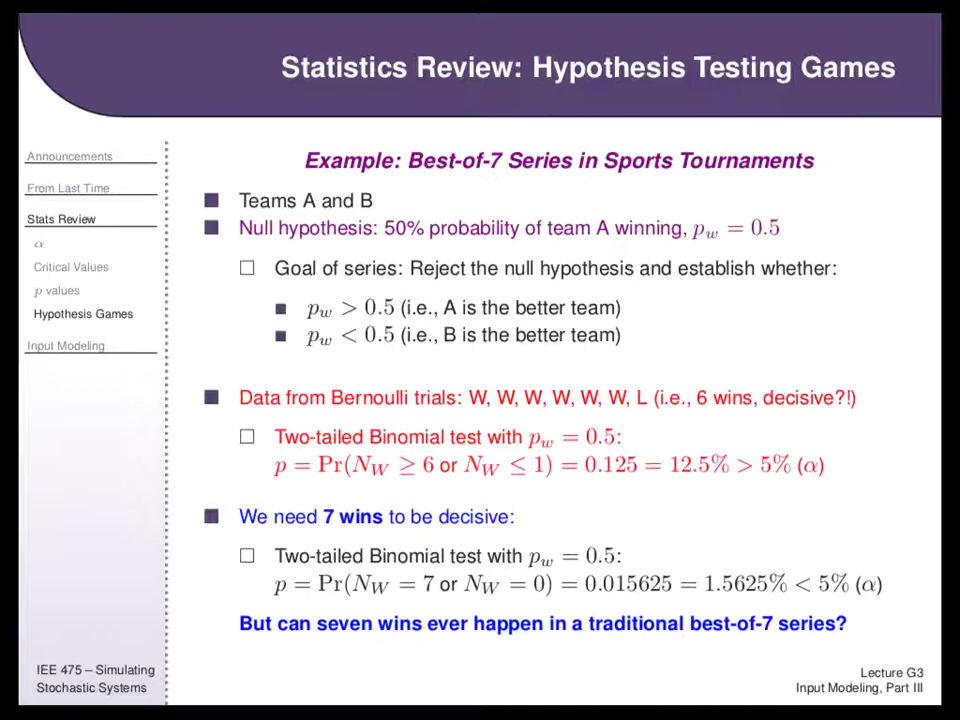 Statistics Review: Hypothesis Testing Games
Announcements
From Last Time
Stats Review
α
Critical Values
p values
Hypothesis Games
Input Modeling
Example: Best-of-7 Series in Sports Tournaments
Teams A and B
Null hypothesis: 50% probability of team A winning, p_w = 0.5
Goal of series: Reject the null hypothesis and establish whether:
p_w > 0.5 (i.e., A is the better team)
p_w < 0.5 (i.e., B is the better team)
Data from Bernoulli trials: W, W, W, W, W, W, L (i.e., 6 wins, decisive?!)
Two-tailed Binomial test with p_w = 0.5:
p = Pr(N_W ≥ 6 or N_W ≤ 1) = 0.125 = 12.5% > 5% (α)
We need 7 wins to be decisive:
Two-tailed Binomial test with p_w = 0.5:
p = Pr(N_W = 7 or N_W = 0) = 0.015625 = 1.5625% < 5% (α)
But can seven wins ever happen in a traditional best-of-7 series?
IEE 475 – Simulating
Stochastic Systems
Lecture G3
Input Modeling, Part III